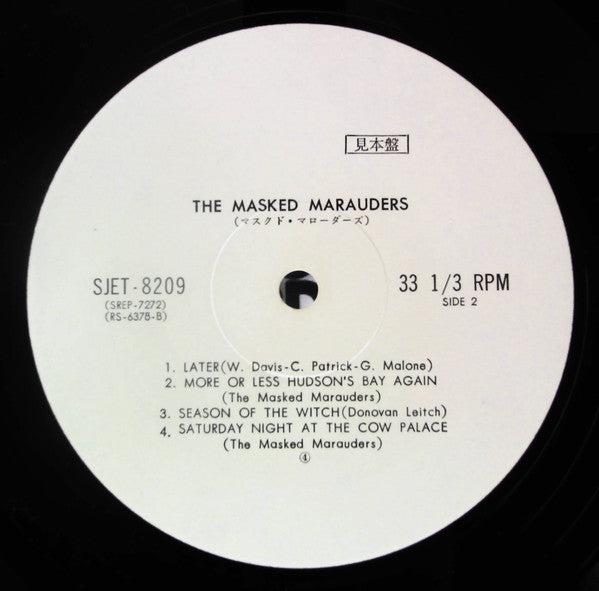 見本盤
THE MASKED MARAUDERS
(マスクド・マローダーズ)
SJET-8209
(SREP-7272)
(RS-6378-B)
33 1/3 RPM
SIDE 2
1. LATER(W. Davis-C. Patrick-G. Malone)
2. MORE OR LESS HUDSON'S BAY AGAIN
(The Masked Marauders)
3. SEASON OF THE WITCH(Donovan Leitch)
4. SATURDAY NIGHT AT THE COW PALACE
(The Masked Marauders)
④